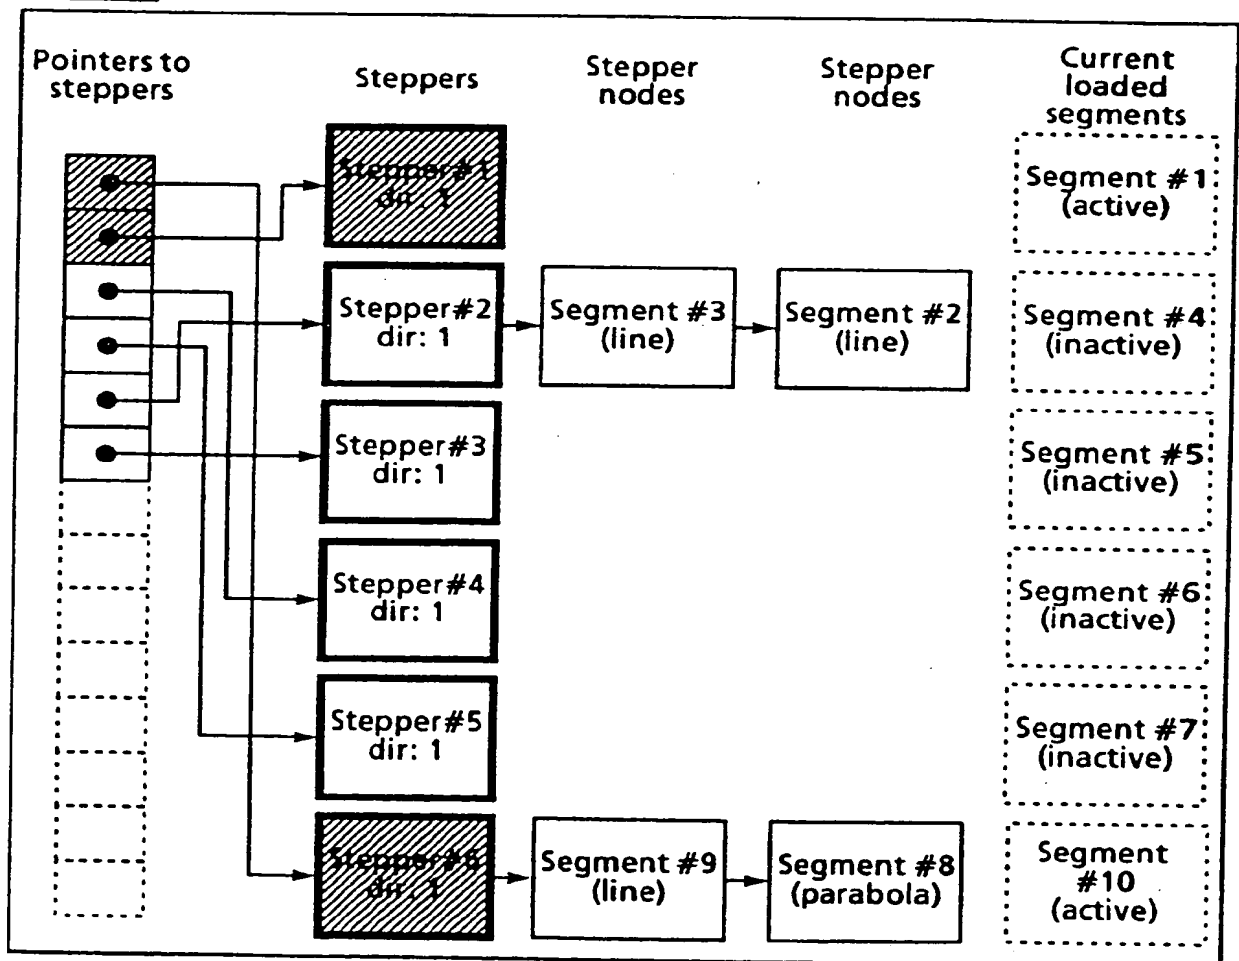 Pointers to
steppers
Steppers
Stepper
nodes
Stepper
nodes
Current
loaded
segments
Stepper#1
dir: 1
Segment #1
(active)
Stepper#2
dir: 1
Segment #3
(line)
Segment #2
(line)
Segment #4
(inactive)
Stepper#3
dir: 1
Segment #5
(inactive)
Stepper#4
dir: 1
Segment #6
(inactive)
Stepper#5
dir: 1
Segment #7
(inactive)
Stepper#6
dir: 1
Segment #9
(line)
Segment #8
(parabola)
Segment
#10
(active)